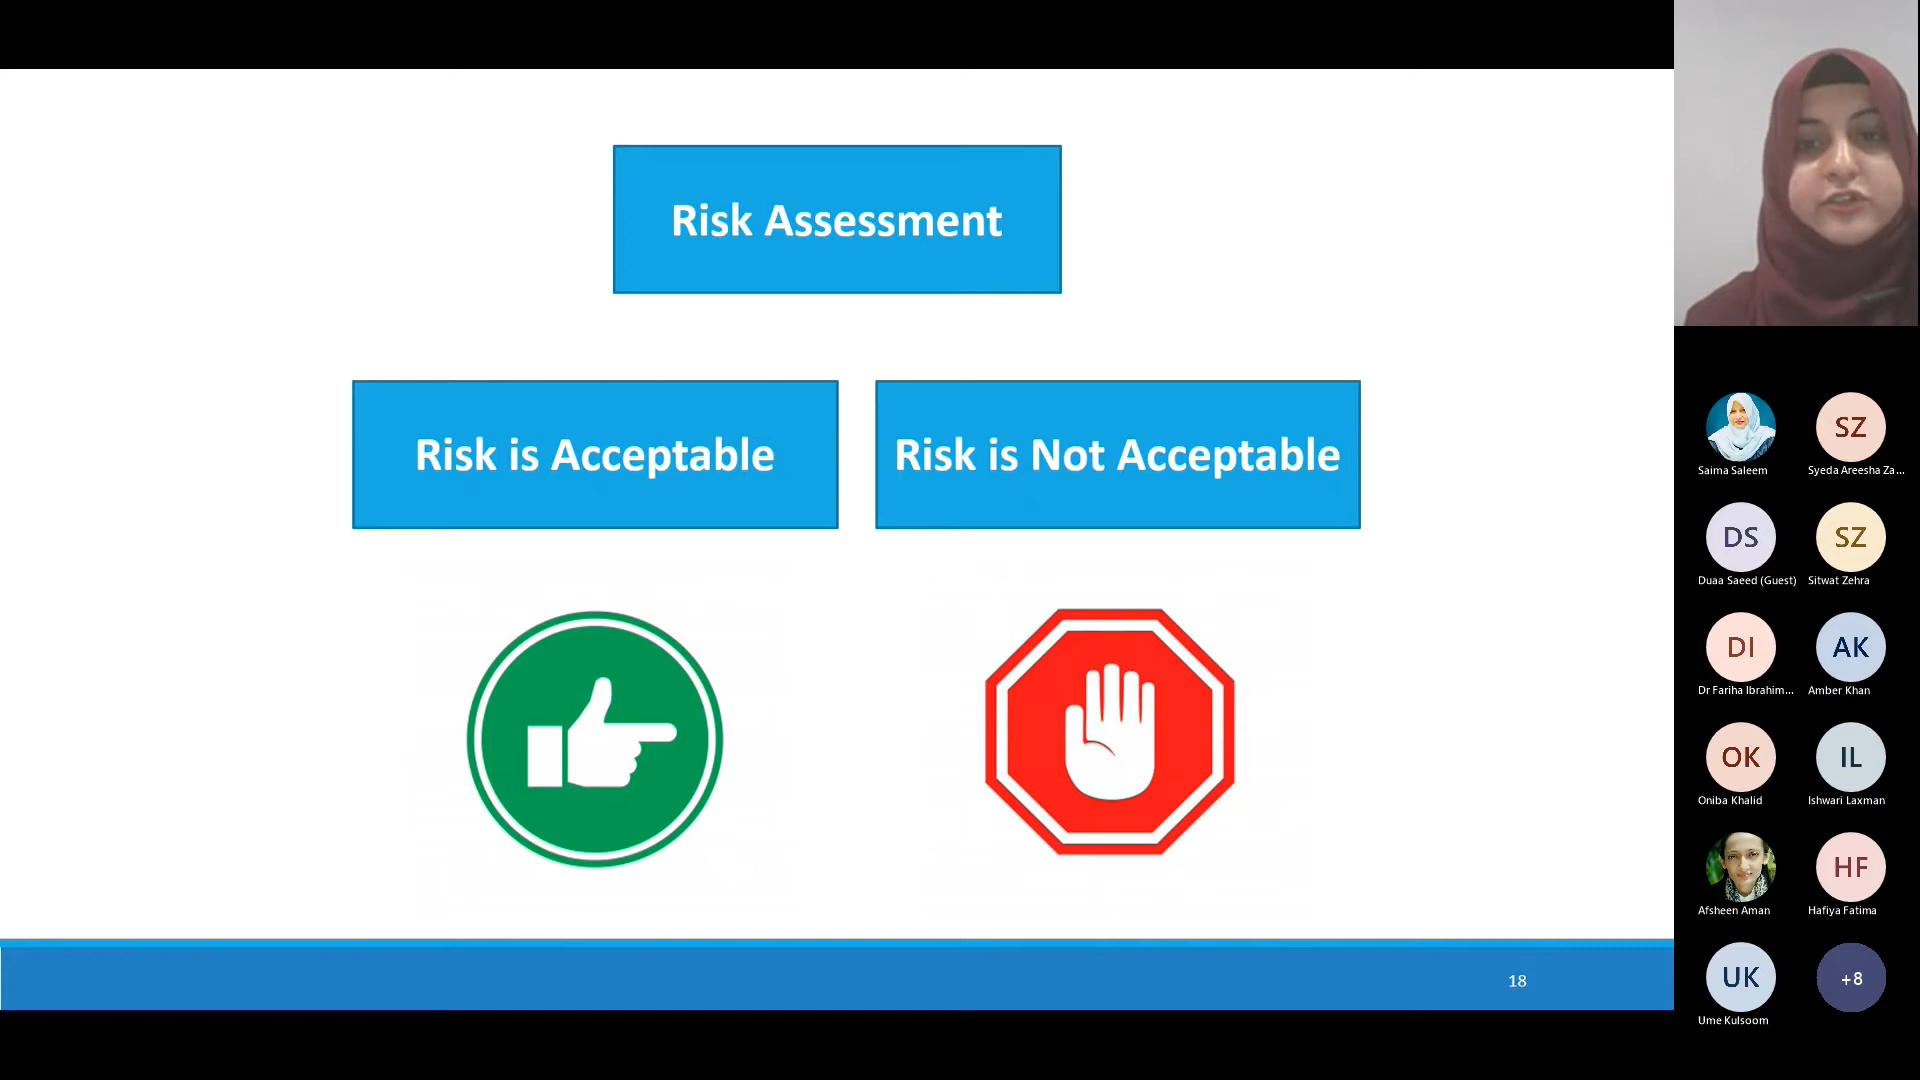 Risk Assessment
Risk is Acceptable
Risk is Not Acceptable
18
SZ
Saima Saleem
Syeda Areesha Za...
DS
SZ
Duaa Saeed (Guest)
Sitwat Zehra
DI
AK
Dr Fariha Ibrahim...
Amber Khan
OK
IL
Oniba Khalid
Ishwari Laxman
HF
Afsheen Aman
Hafiya Fatima
UK
+8
Ume Kulsoom